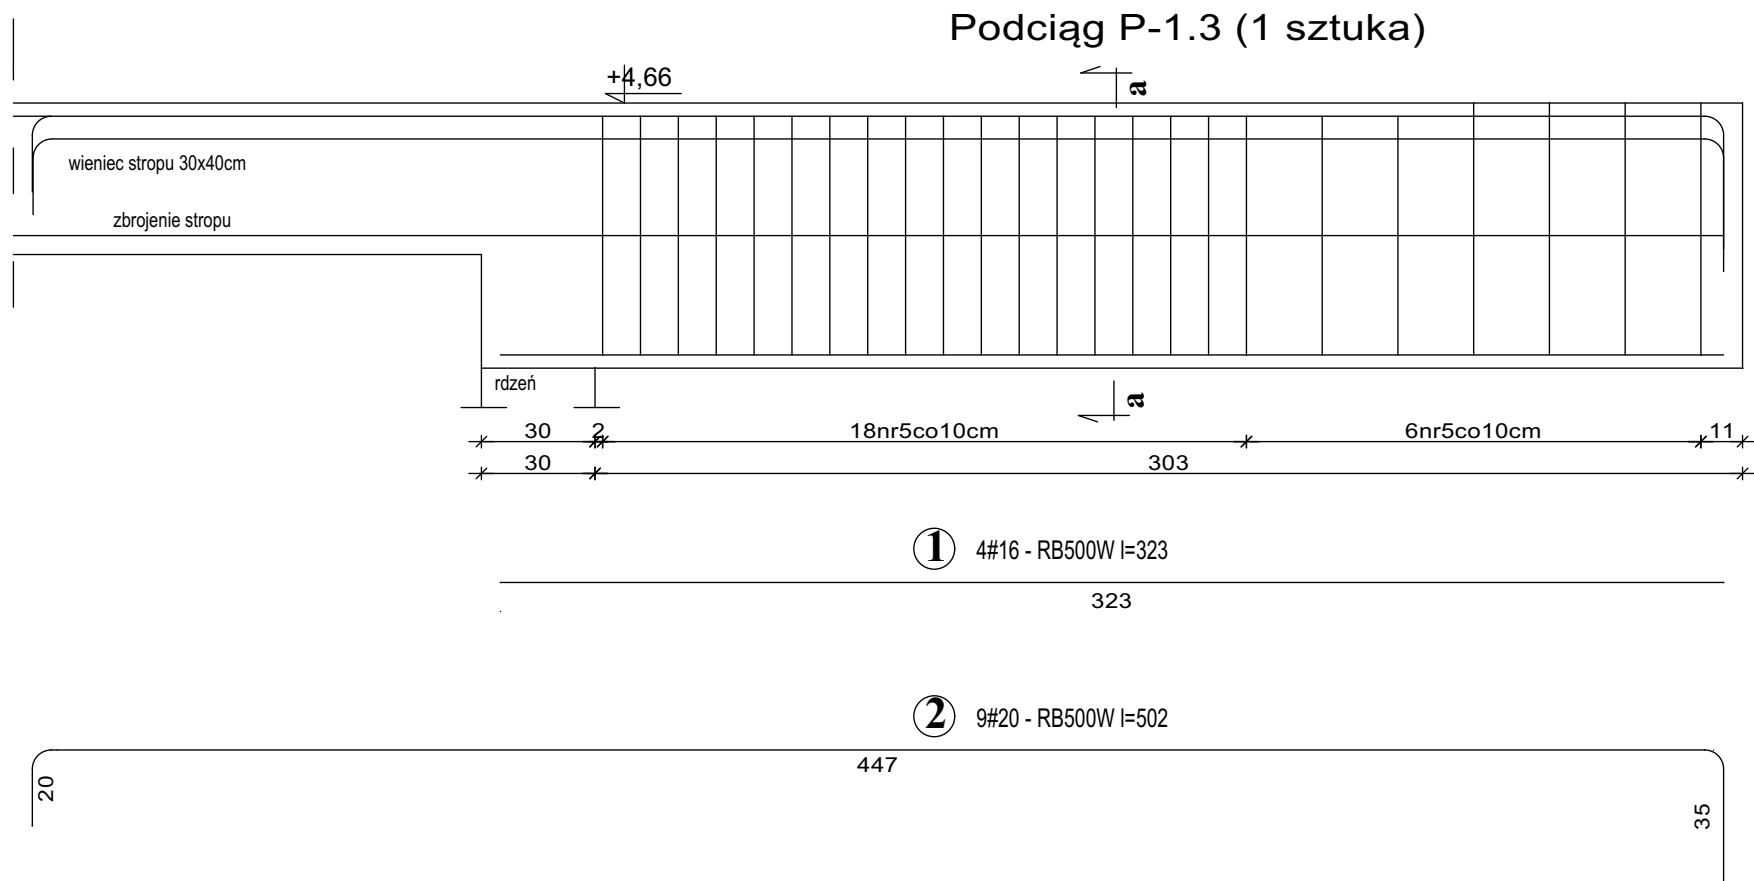 Podciąg P-1.3 (1 sztuka)
+4,66
a
wieniec stropu 30x40cm
zbrojenie stropu
rdzeń
a
30 2 18nr5co10cm 6nr5co10cm 11
30 303
1 4#16 - RB500W l=323
323
2 9#20 - RB500W l=502
447
20
35